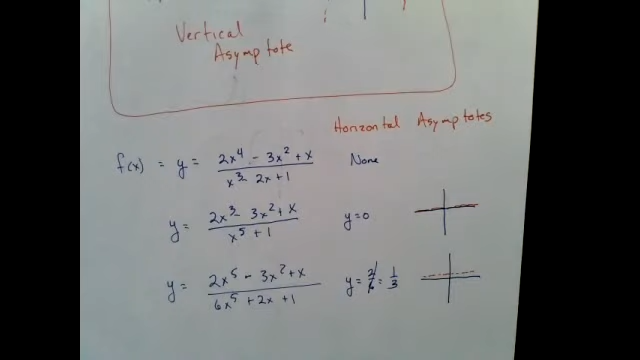 Vertical
Asymptote
Horizontal Asymptotes
f(x) = y = (2x⁴ - 3x² + x)/(x³ - 2x + 1) None
y = (2x³ - 3x² + x)/(x⁵ + 1) y = 0
y = (2x⁵ - 3x² + x)/(6x⁵ + 2x + 1) y = 2/6 = 1/3